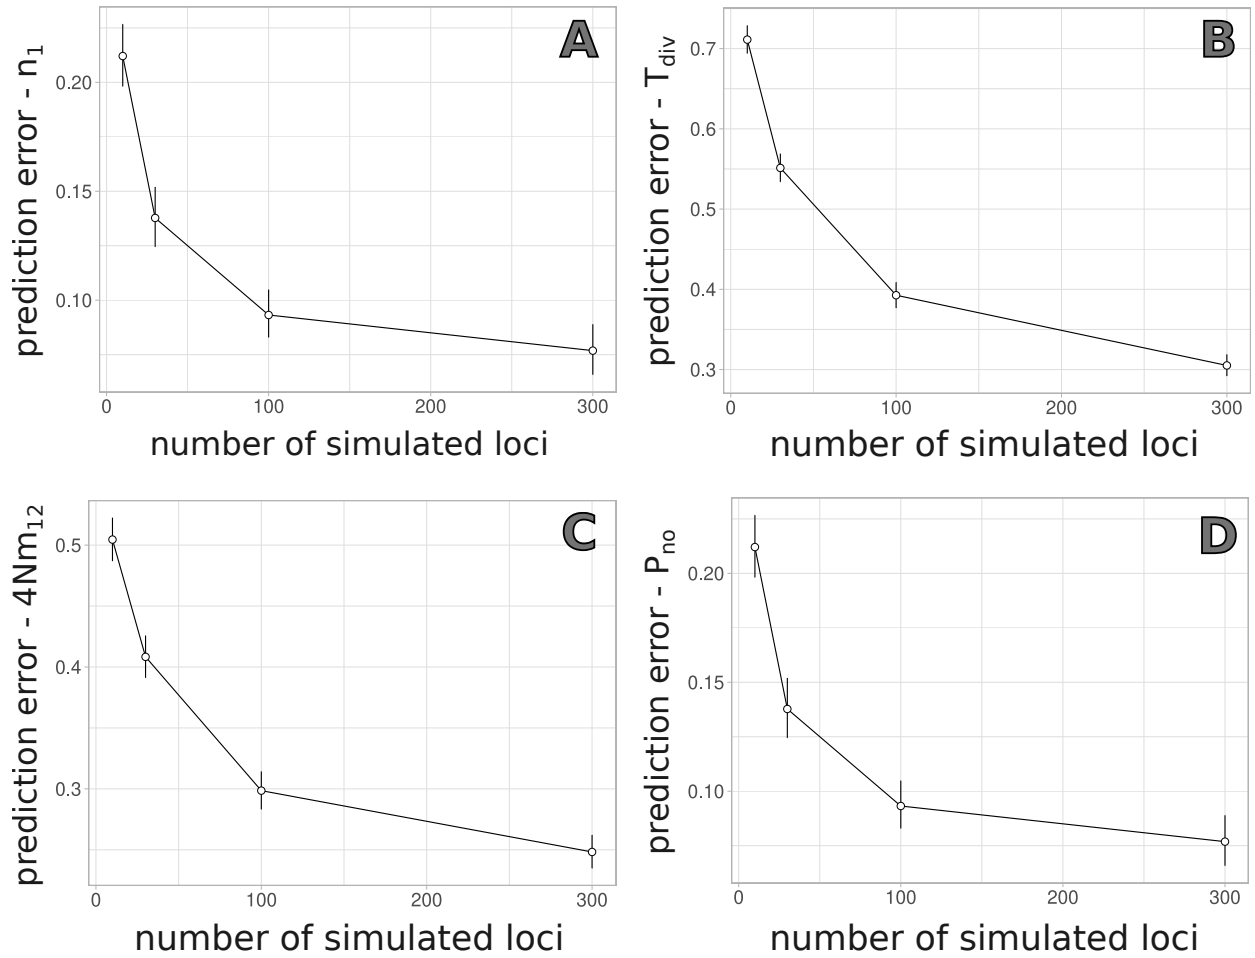 A
prediction error - n₁
0.20
0.15
0.10
0 100 200 300
number of simulated loci
B
prediction error - T_div
0.7
0.6
0.5
0.4
0.3
0 100 200 300
number of simulated loci
C
prediction error - 4Nm₁₂
0.5
0.4
0.3
0 100 200 300
number of simulated loci
D
prediction error - P_no
0.20
0.15
0.10
0 100 200 300
number of simulated loci